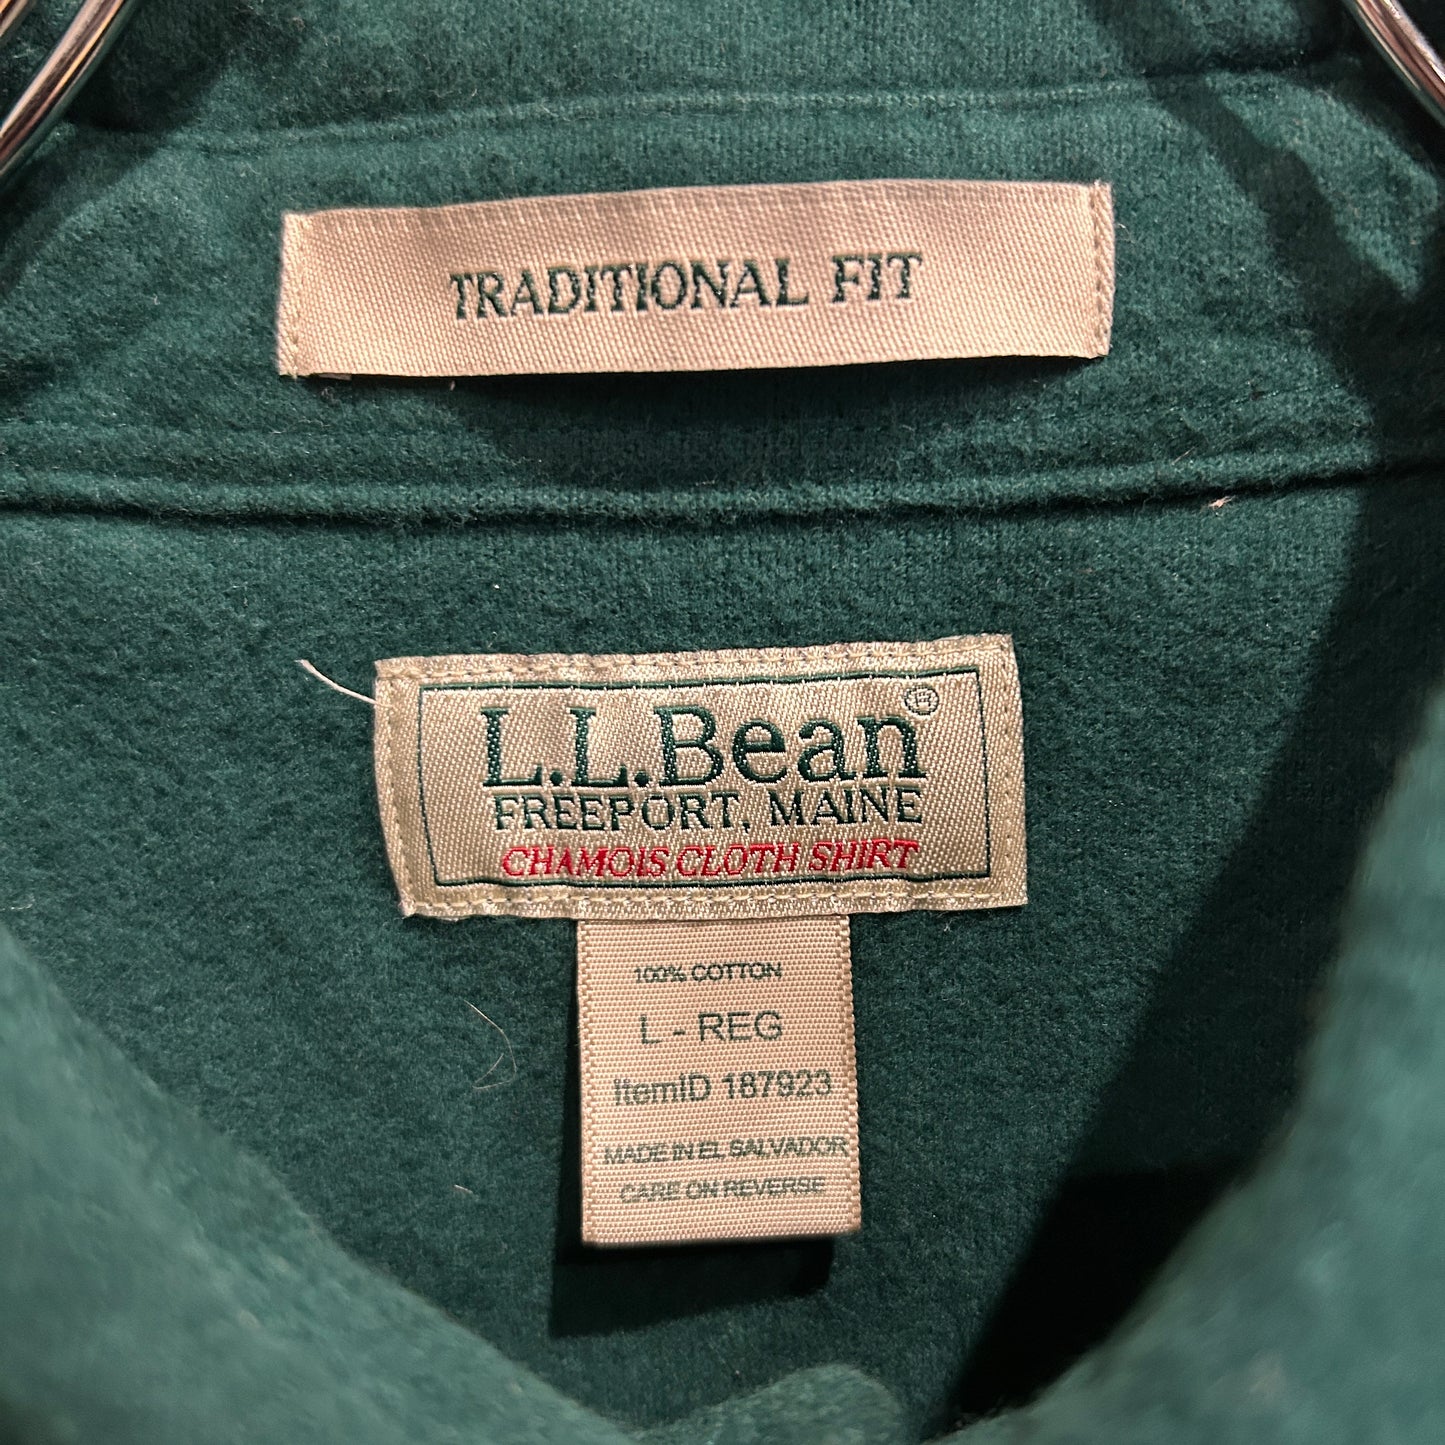 TRADITIONAL FIT
L.L.Bean®
FREEPORT, MAINE
CHAMOIS CLOTH SHIRT
100% COTTON
L - REG
ItemID 187923
MADE IN EL SALVADOR
CARE ON REVERSE